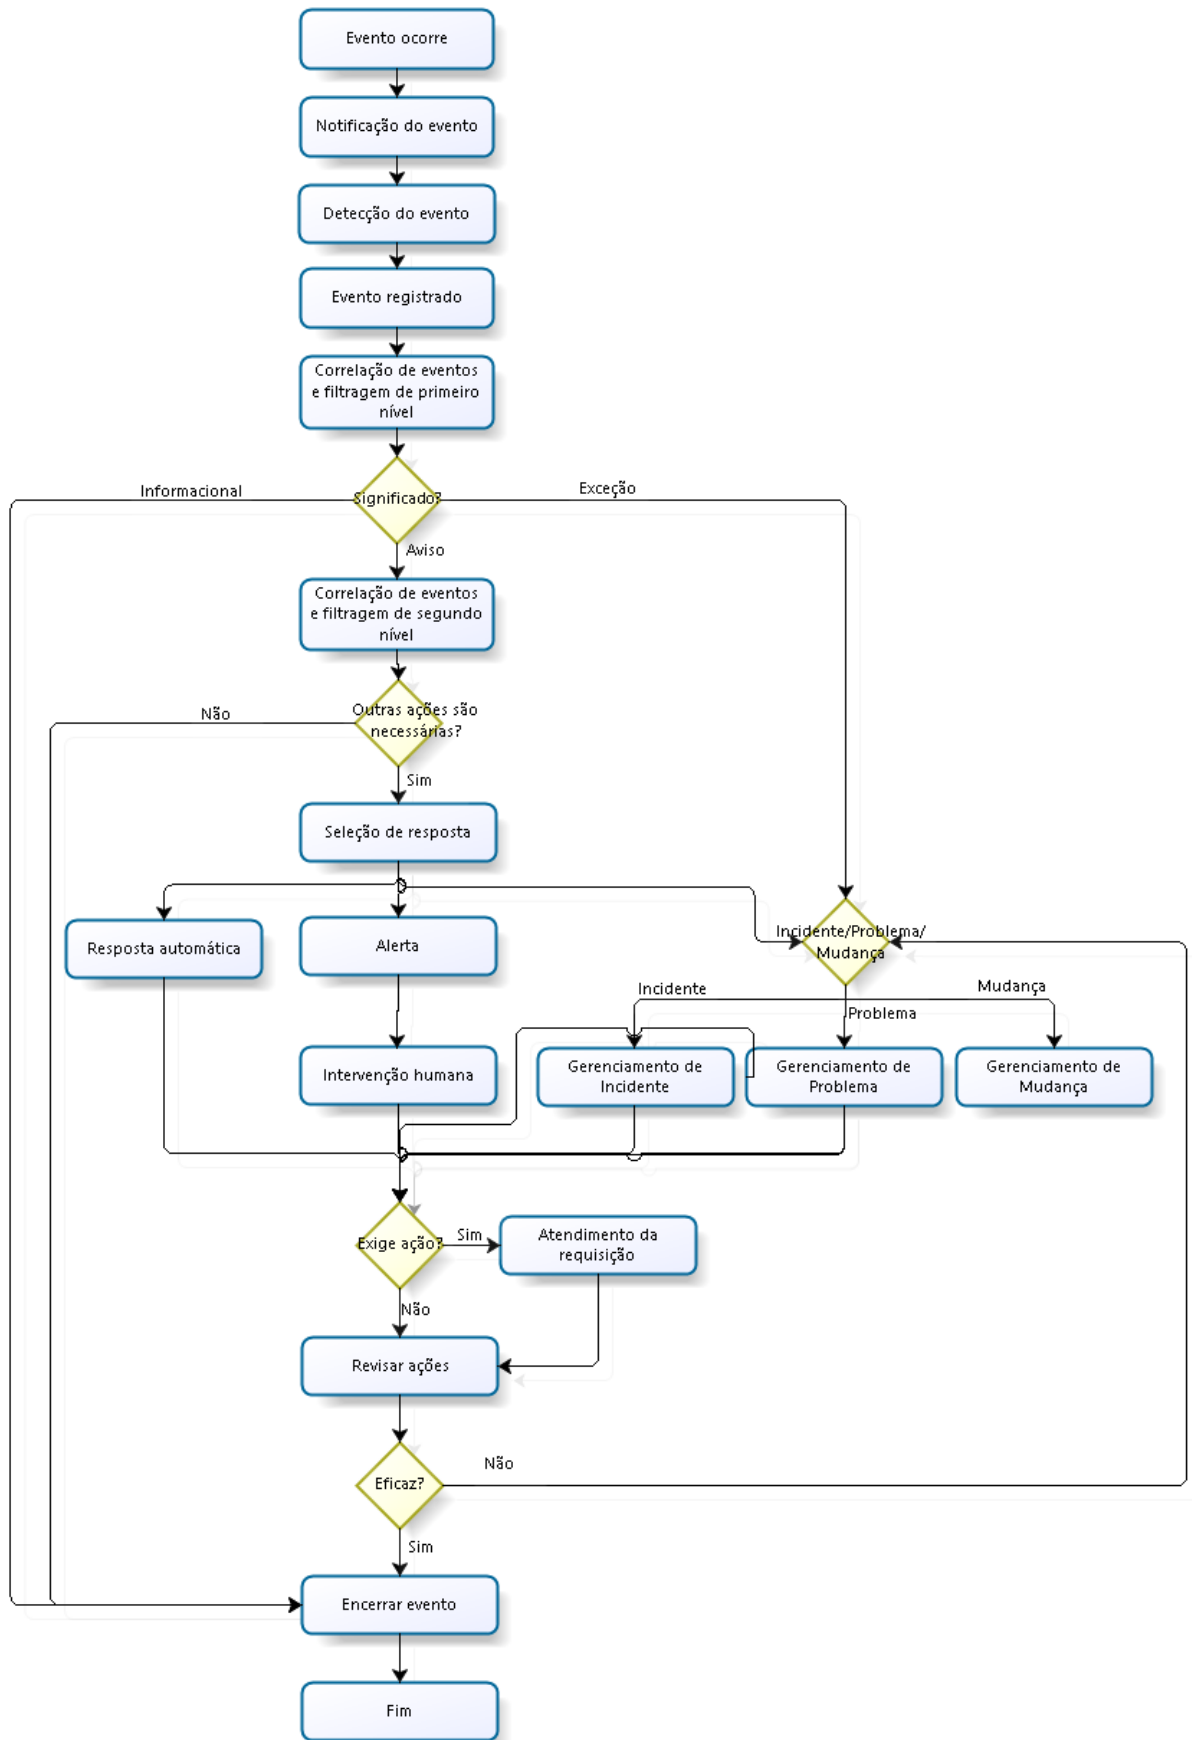 Evento ocorre
Notificação do evento
Detecção do evento
Evento registrado
Correlação de eventos
e filtragem de primeiro
nível
Informacional
Significado?
Exceção
Aviso
Correlação de eventos
e filtragem de segundo
nível
Não
Outras ações são
necessárias?
Sim
Seleção de resposta
Resposta automática
Alerta
Incidente/Problema/
Mudança
Incidente
Mudança
Problema
Intervenção humana
Gerenciamento de
Incidente
Gerenciamento de
Problema
Gerenciamento de
Mudança
Exige ação?
Sim
Atendimento da
requisição
Não
Revisar ações
Eficaz?
Não
Sim
Encerrar evento
Fim